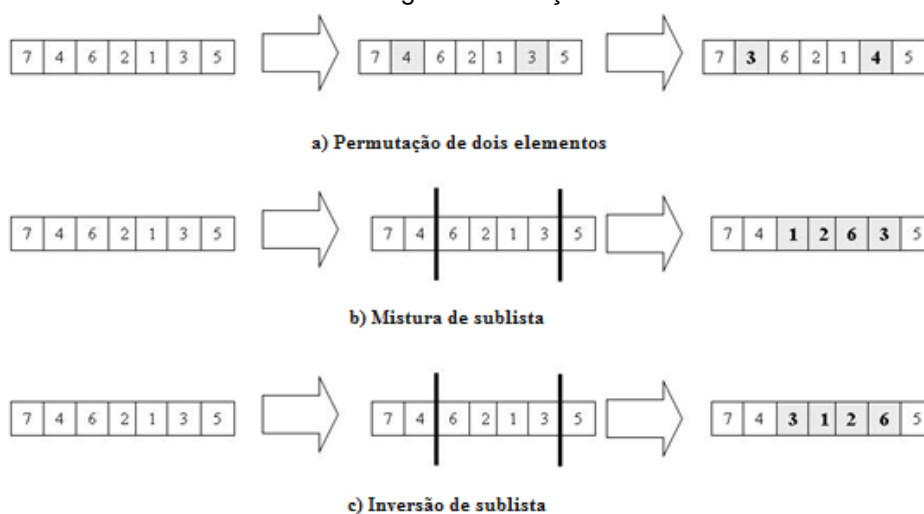 7 4 6 2 1 3 5 7 4 6 2 1 3 5 7 3 6 2 1 4 5
a) Permutação de dois elementos
7 4 6 2 1 3 5 7 4 6 2 1 3 5 7 4 1 2 6 3 5
b) Mistura de sublista
7 4 6 2 1 3 5 7 4 6 2 1 3 5 7 4 3 1 2 6 5
c) Inversão de sublista